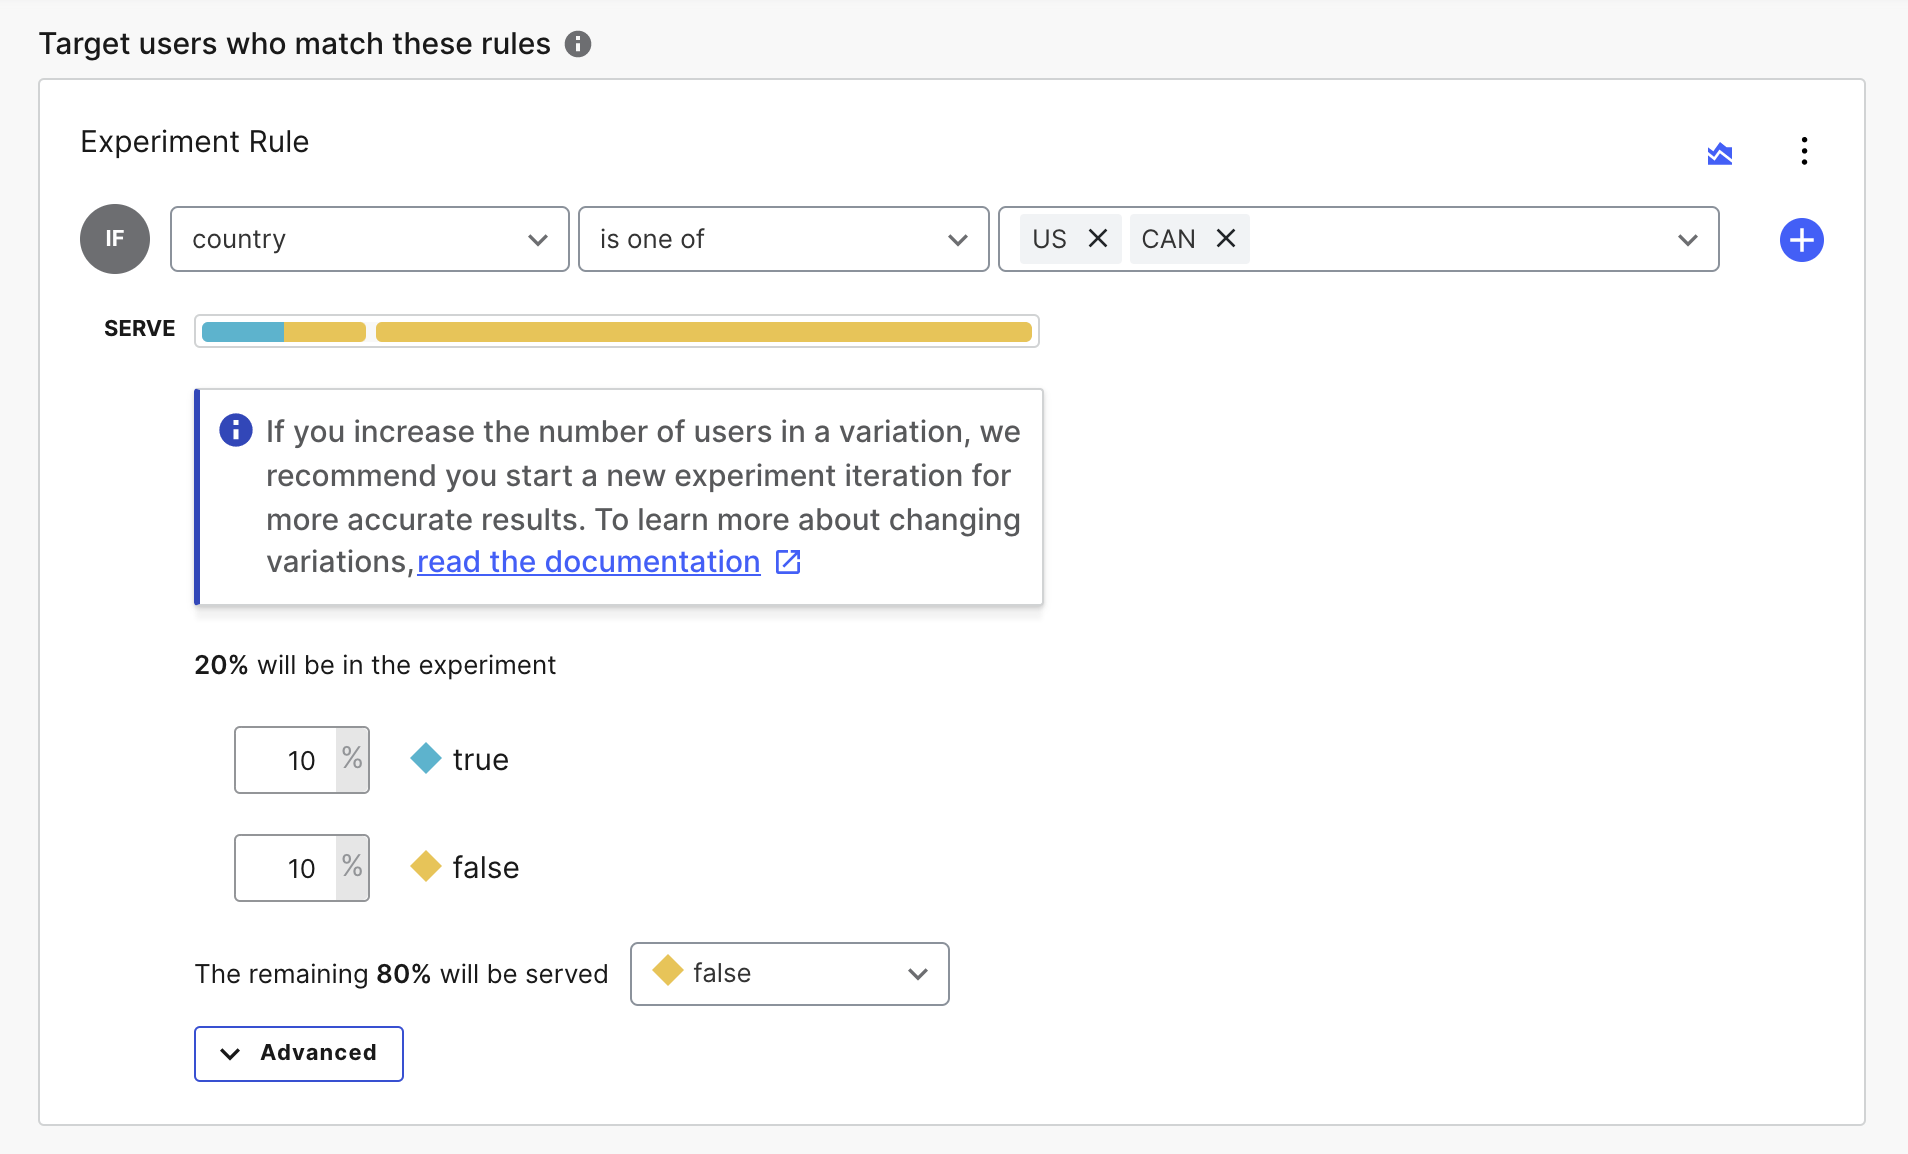 Target users who match these rules
Experiment Rule
IF country is one of US CAN
SERVE
If you increase the number of users in a variation, we
recommend you start a new experiment iteration for
more accurate results. To learn more about changing
variations,read the documentation
20% will be in the experiment
10 % true
10 % false
The remaining 80% will be served false
Advanced